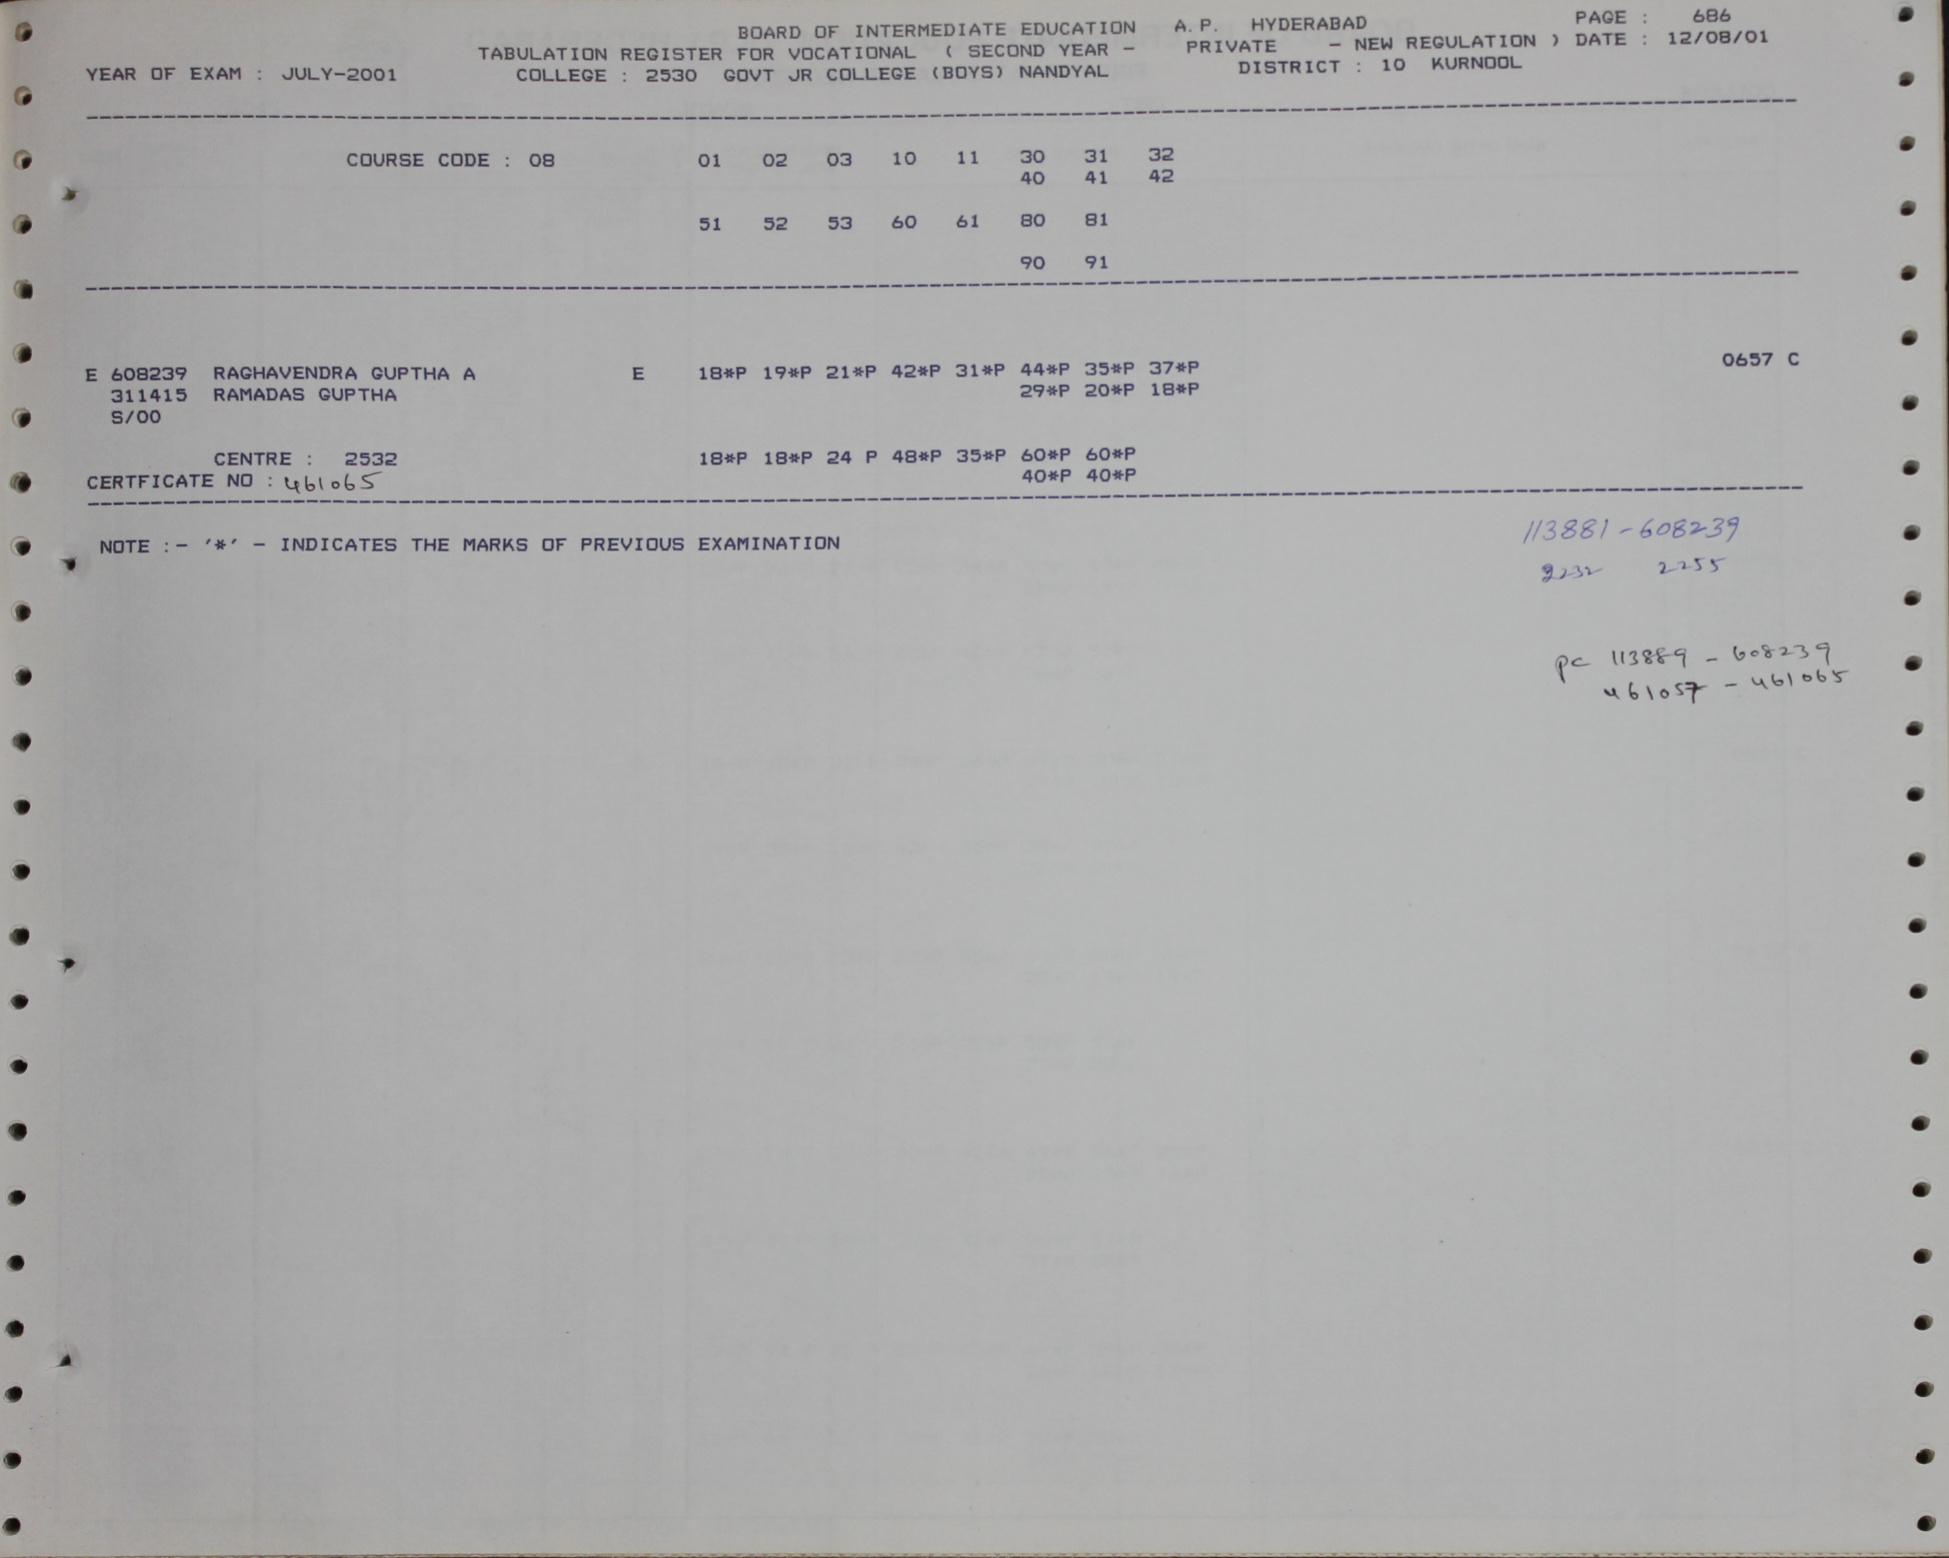 BOARD OF INTERMEDIATE EDUCATION A.P. HYDERABAD PAGE : 686
TABULATION REGISTER FOR VOCATIONAL ( SECOND YEAR - PRIVATE - NEW REGULATION ) DATE : 12/08/01
YEAR OF EXAM : JULY-2001 COLLEGE : 2530 GOVT JR COLLEGE (BOYS) NANDYAL DISTRICT : 10 KURNOOL
COURSE CODE : 08 01 02 03 10 11 30 31 32
40 41 42
51 52 53 60 61 80 81
90 91
E 608239 RAGHAVENDRA GUPTHA A E 18*P 19*P 21*P 42*P 31*P 44*P 35*P 37*P 0657 C
311415 RAMADAS GUPTHA 29*P 20*P 18*P
S/00
CENTRE : 2532 18*P 18*P 24 P 48*P 35*P 60*P 60*P
CERTFICATE NO : 461065 40*P 40*P
NOTE :- '*' - INDICATES THE MARKS OF PREVIOUS EXAMINATION
113881-608239
2232 2255
pc 113889 - 608239
461057 - 461065